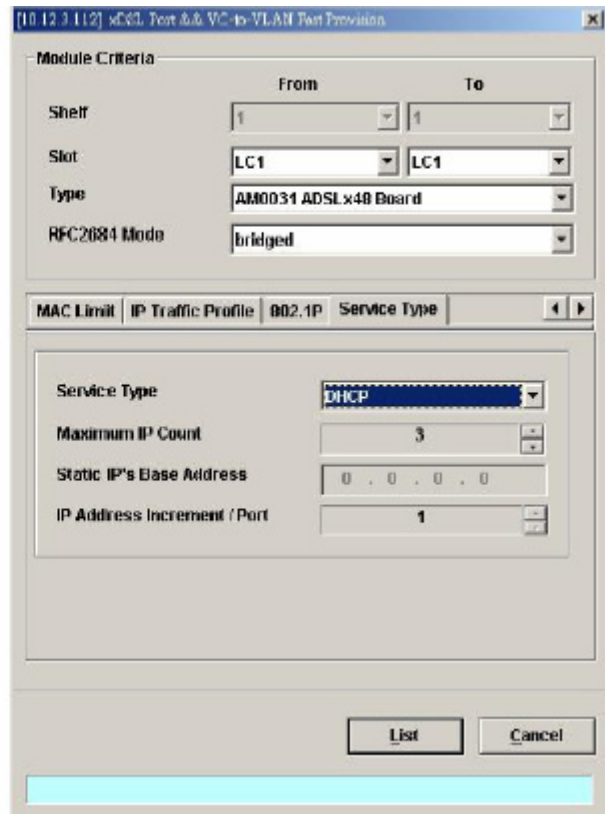 [10.12.3.112] xDSL Port && VC-to-VLAN Port Provision
Module Criteria
From To
Shelf 1 1
Slot LC1 LC1
Type AM0031 ADSLx48 Board
RFC2684 Mode bridged
MAC Limit IP Traffic Profile 802.1P Service Type
Service Type DHCP
Maximum IP Count 3
Static IP's Base Address 0 . 0 . 0 . 0
IP Address Increment / Port 1
List Cancel